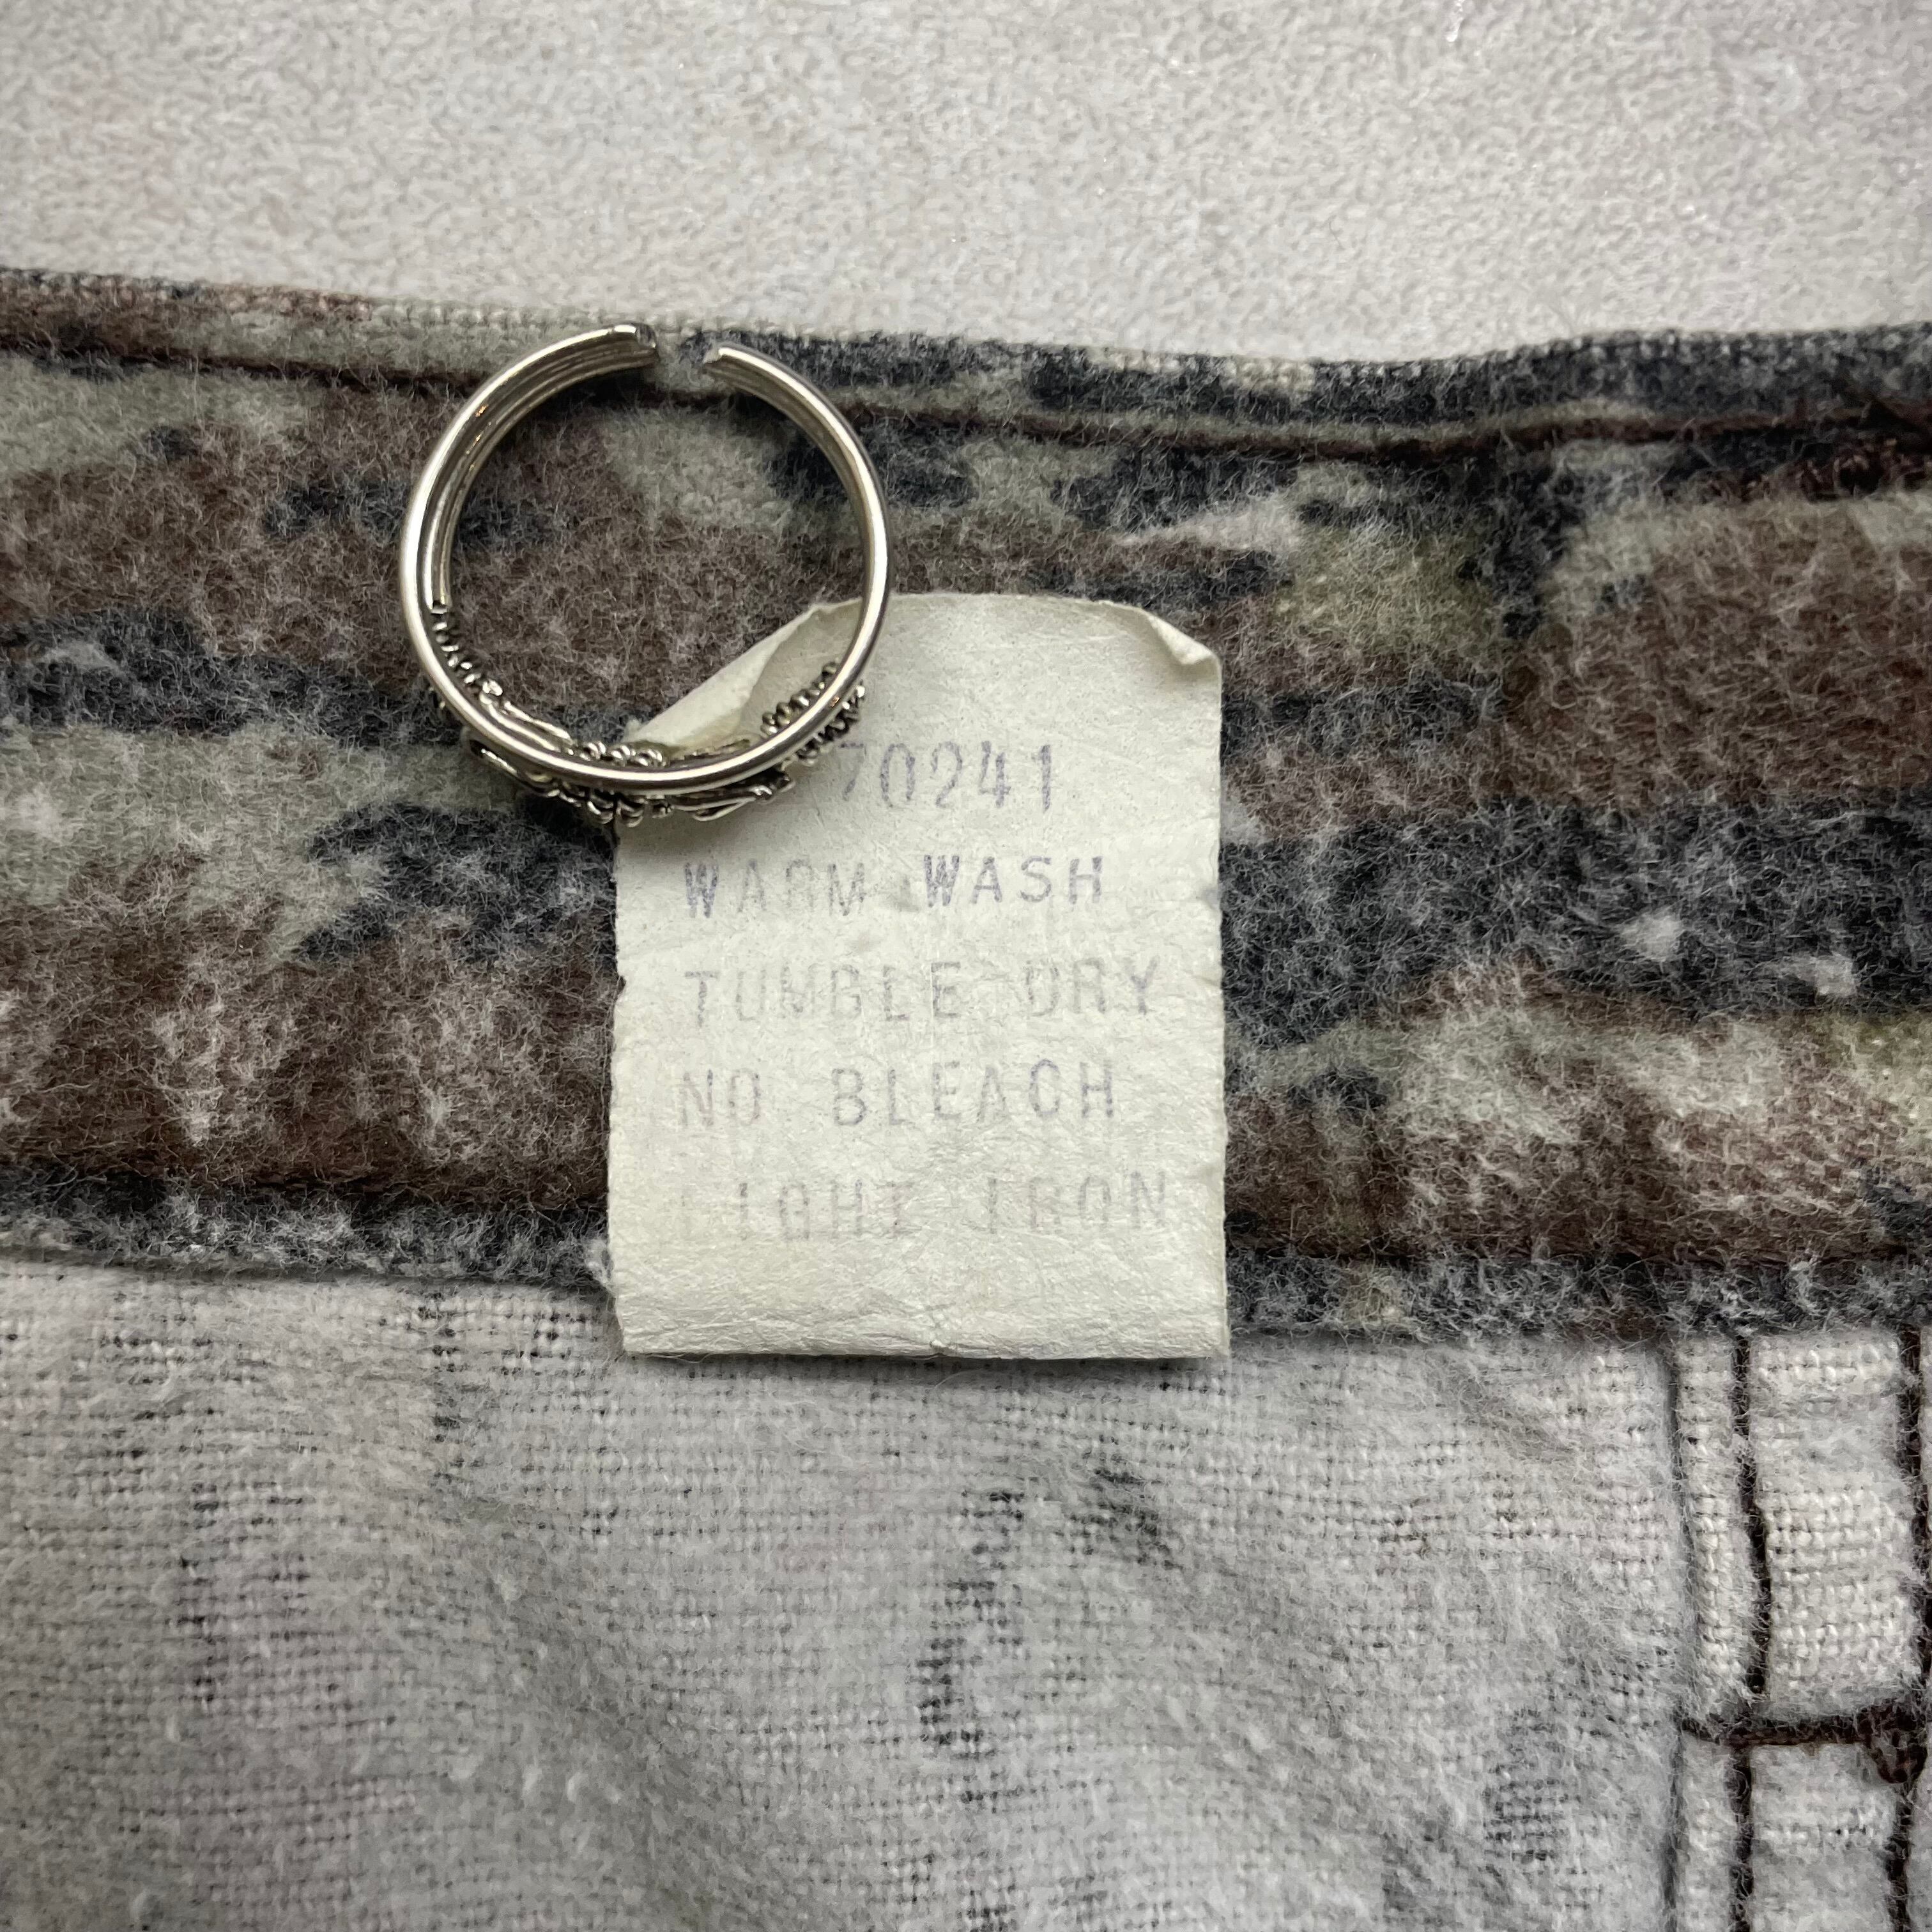 70241
WARM WASH
TUMBLE DRY
NO BLEACH
LIGHT IRON